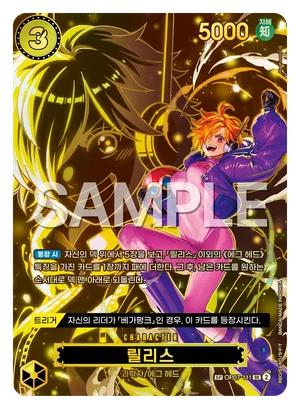 3
5000
지혜
知
SAMPLE
등장 시 자신의 덱 위에서 5장을 보고, 「릴리스」 이외의 《에그 헤드》
특징을 가진 카드를 1장까지 패에 더한다. 그 후, 남은 카드를 원하는
순서대로 덱 맨 아래로 되돌린다.
트리거 자신의 리더가 「베가펑크」인 경우, 이 카드를 등장시킨다.
CHARACTER
릴리스
과학자/에그 헤드
SP OP07-111 SR 2